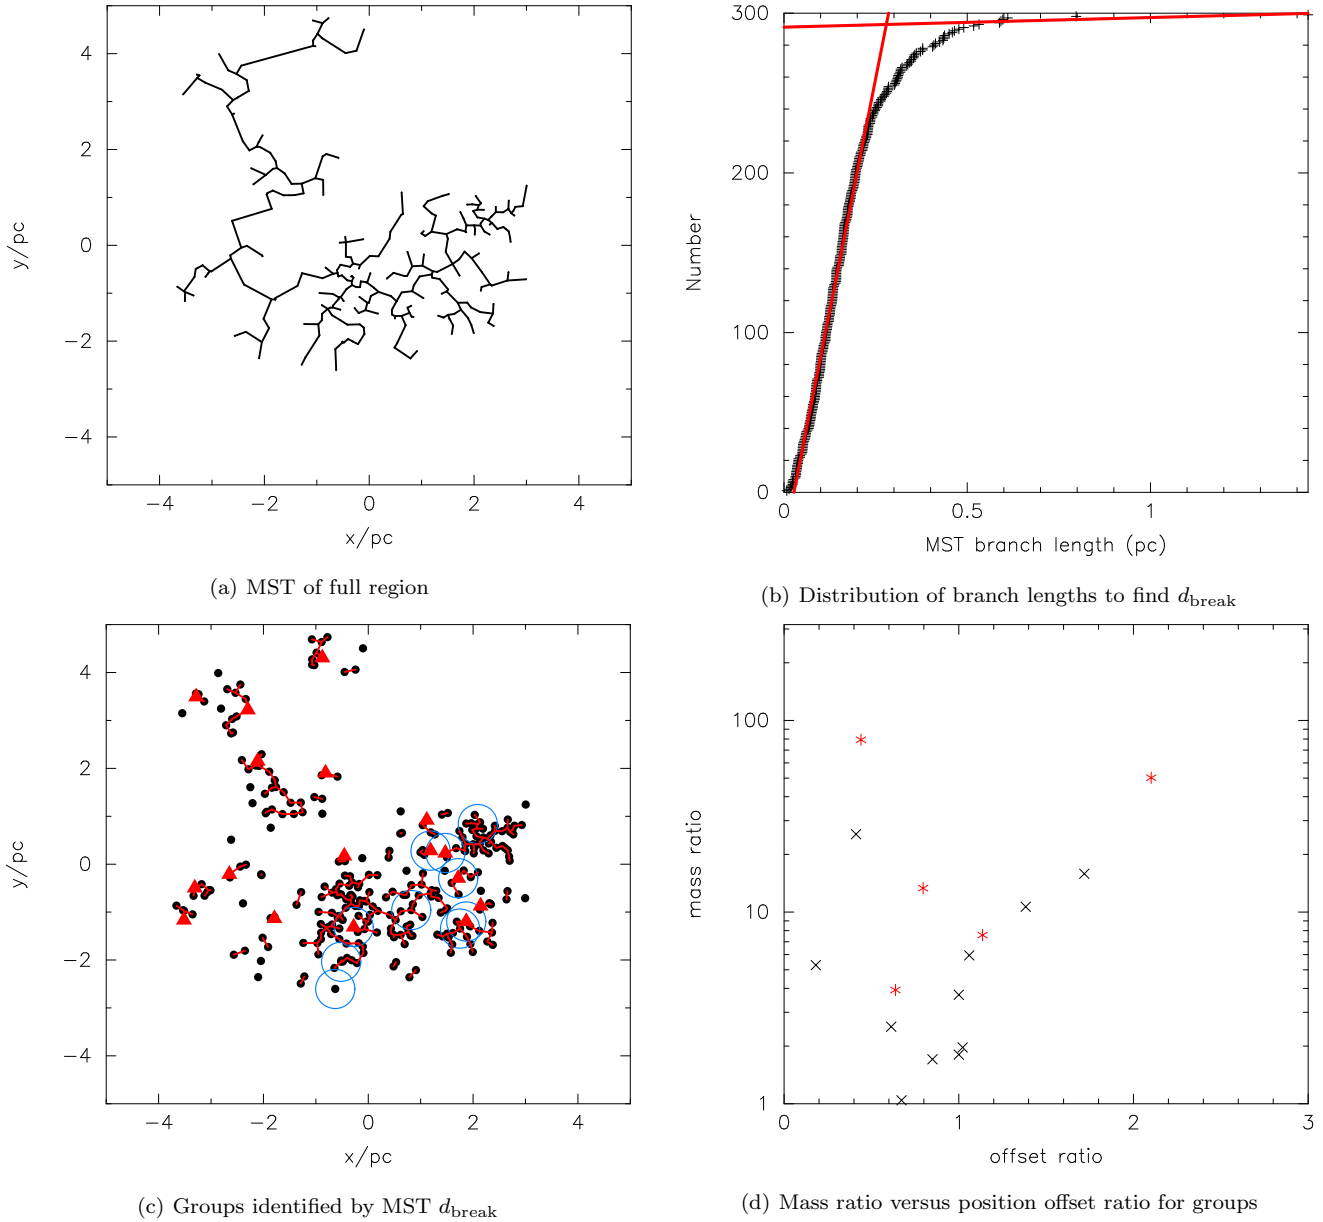 4
2
0
−2
−4
y/pc
−4
−2
0
2
4
x/pc
(a) MST of full region
300
200
100
0
Number
0
0.5
1
MST branch length (pc)
(b) Distribution of branch lengths to find d_break
4
2
0
−2
−4
y/pc
−4
−2
0
2
4
x/pc
(c) Groups identified by MST d_break
100
10
1
mass ratio
0
1
2
3
offset ratio
(d) Mass ratio versus position offset ratio for groups